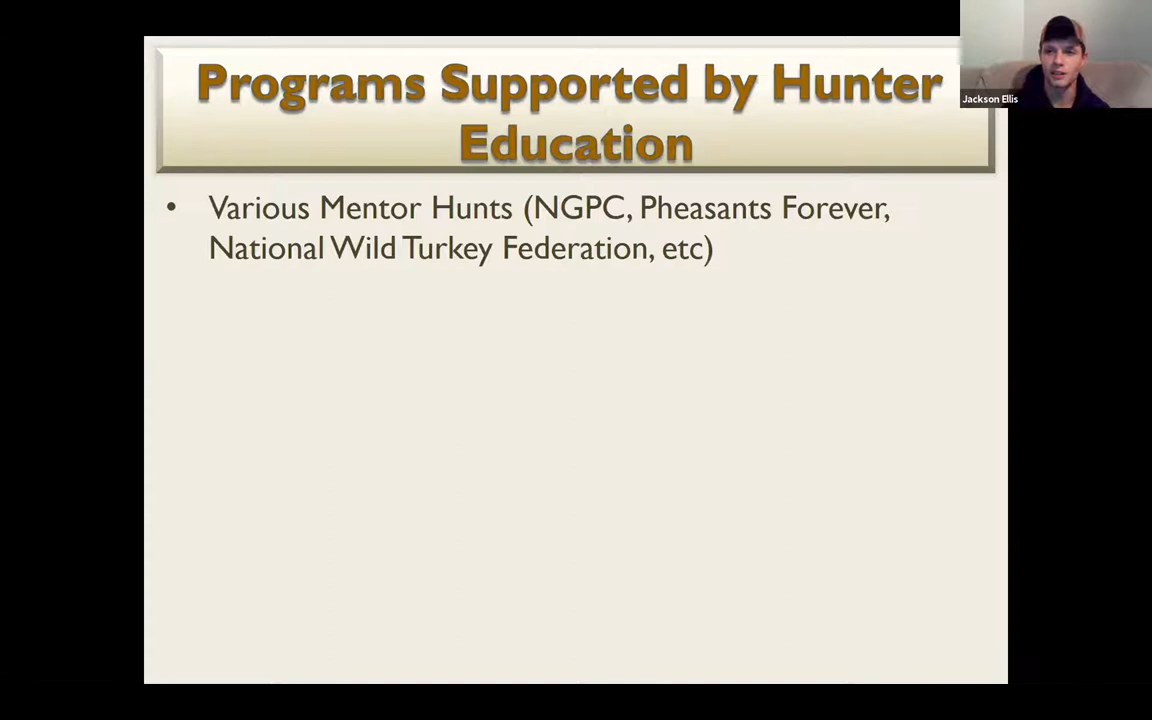 Programs Supported by Hunter
Education
Jackson Ellis
• Various Mentor Hunts (NGPC, Pheasants Forever,
National Wild Turkey Federation, etc)